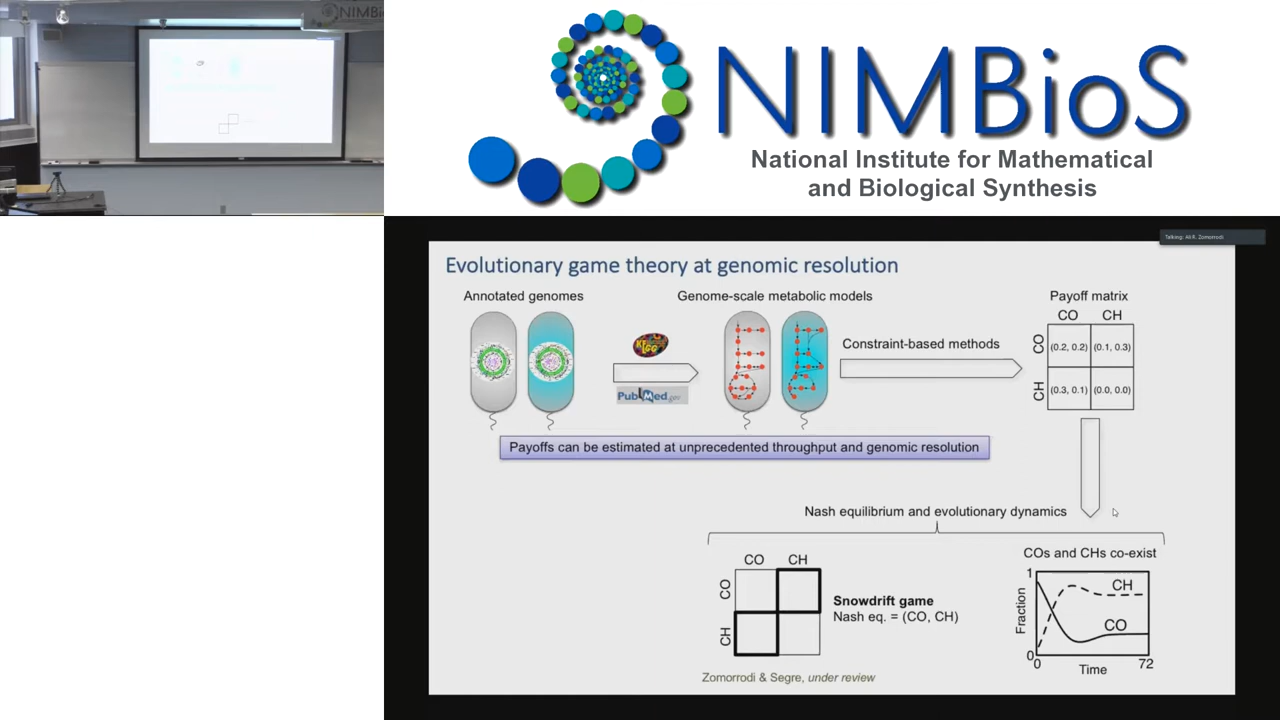 NIMBioS
NIMBioS
National Institute for Mathematical
and Biological Synthesis
Talking: Ali R. Zomorrodi
Evolutionary game theory at genomic resolution
Annotated genomes
Genome-scale metabolic models
Payoff matrix
CO CH
KEGG
Constraint-based methods
CO (0.2, 0.2) (0.1, 0.3)
PubMed.gov
CH (0.3, 0.1) (0.0, 0.0)
Payoffs can be estimated at unprecedented throughput and genomic resolution
Nash equilibrium and evolutionary dynamics
CO CH
COs and CHs co-exist
CO
CH
Snowdrift game
Nash eq. = (CO, CH)
1
Fraction
CH
CO
0
0 Time 72
Zomorrodi & Segre, under review